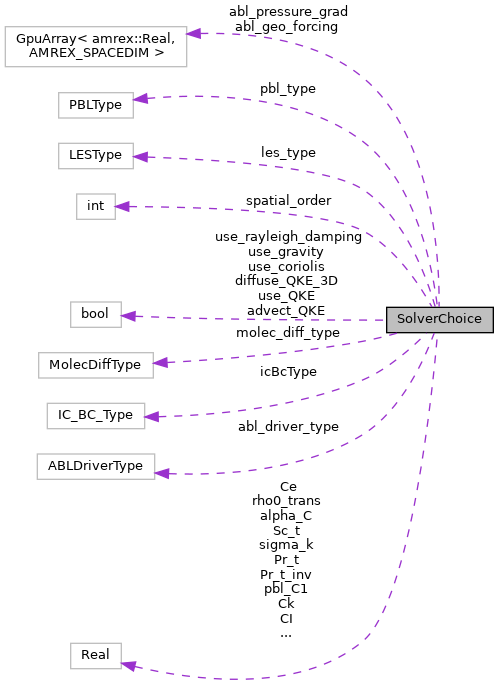 abl_pressure_grad
abl_geo_forcing
GpuArray< amrex::Real,
AMREX_SPACEDIM >
pbl_type
PBLType
les_type
LESType
spatial_order
int
use_rayleigh_damping
use_gravity
use_coriolis
diffuse_QKE_3D
use_QKE
advect_QKE
bool
SolverChoice
molec_diff_type
MolecDiffType
icBcType
IC_BC_Type
abl_driver_type
ABLDriverType
Ce
rho0_trans
alpha_C
Sc_t
sigma_k
Pr_t
Pr_t_inv
pbl_C1
Ck
CI
...
Real